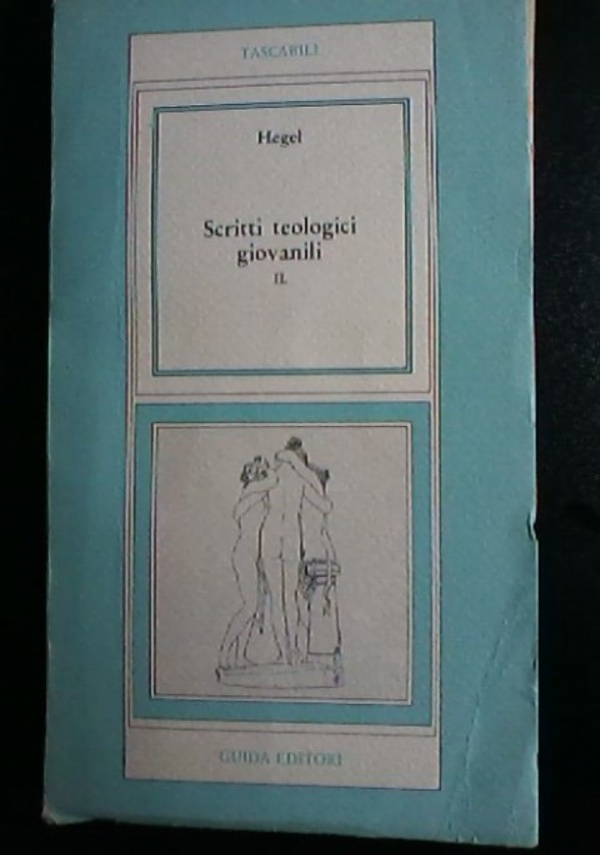 TASCABILI
Hegel
Scritti teologici
giovanili
II.
GUIDA EDITORI